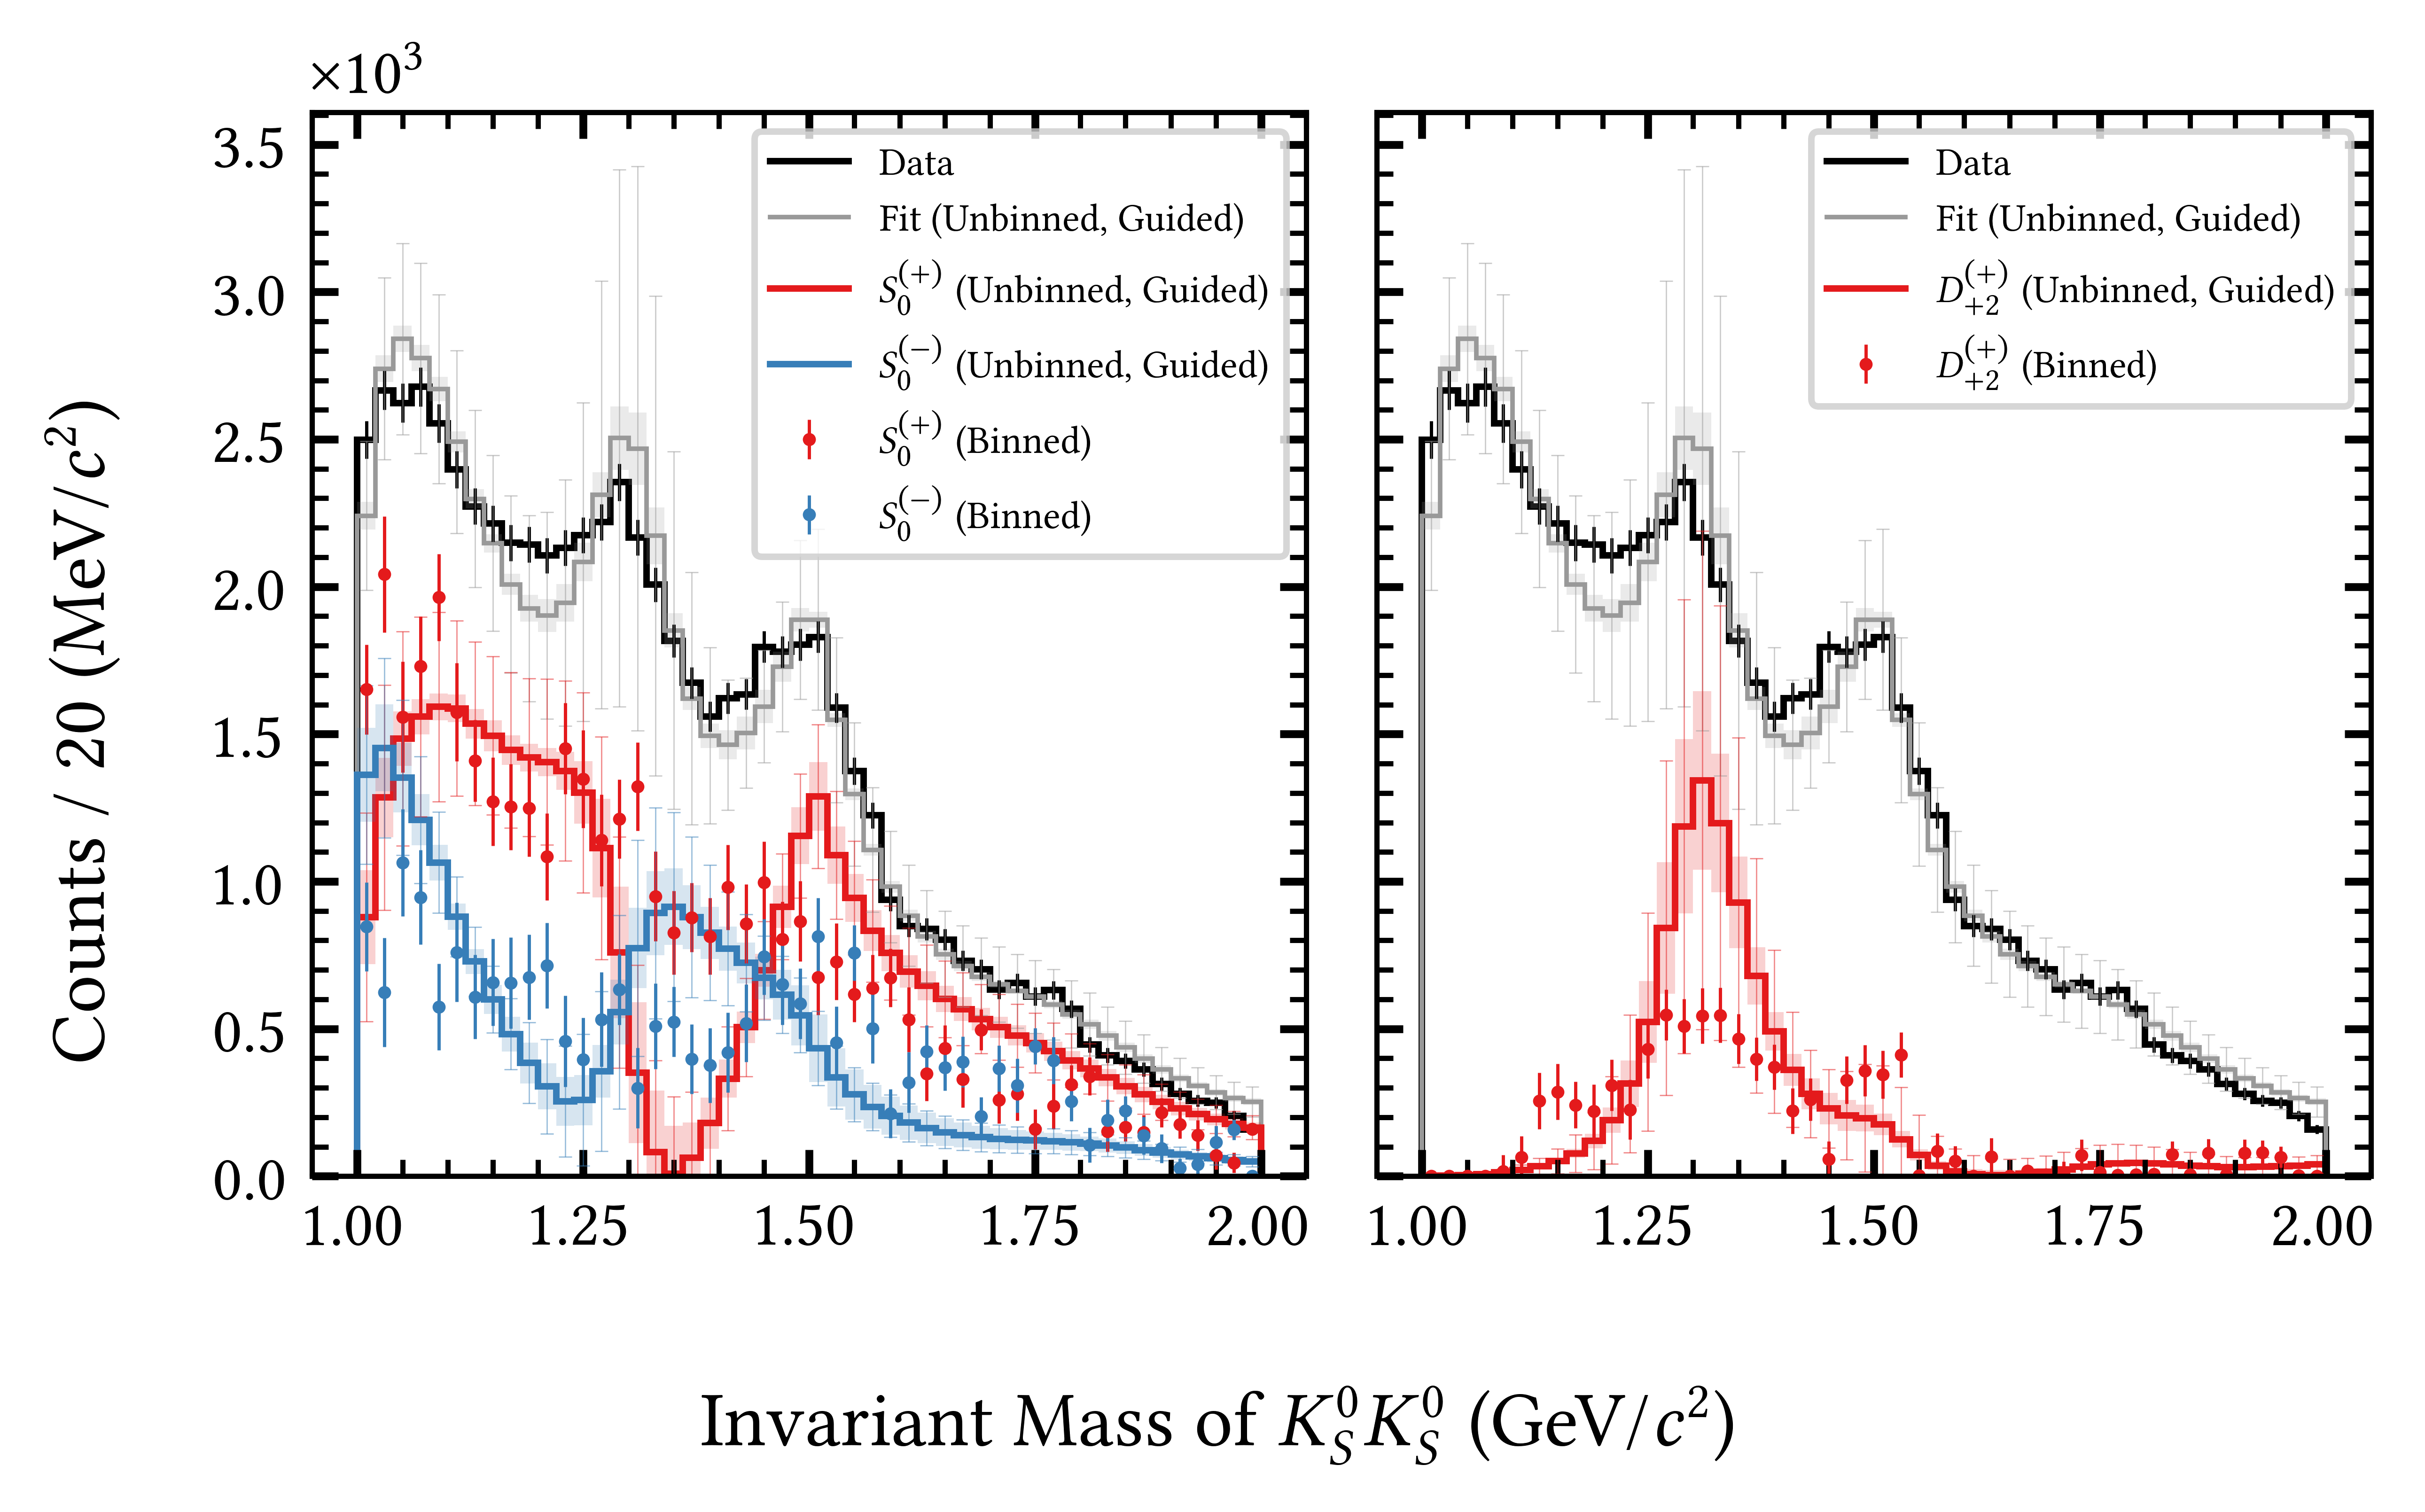 ×10³
3.5
3.0
2.5
2.0
1.5
1.0
0.5
0.0
Counts / 20 (MeV/c²)
Data
Fit (Unbinned, Guided)
S₀⁽⁺⁾ (Unbinned, Guided)
S₀⁽⁻⁾ (Unbinned, Guided)
S₀⁽⁺⁾ (Binned)
S₀⁽⁻⁾ (Binned)
1.00 1.25 1.50 1.75 2.00
Data
Fit (Unbinned, Guided)
D₊₂⁽⁺⁾ (Unbinned, Guided)
D₊₂⁽⁺⁾ (Binned)
1.00 1.25 1.50 1.75 2.00
Invariant Mass of K_S⁰K_S⁰ (GeV/c²)